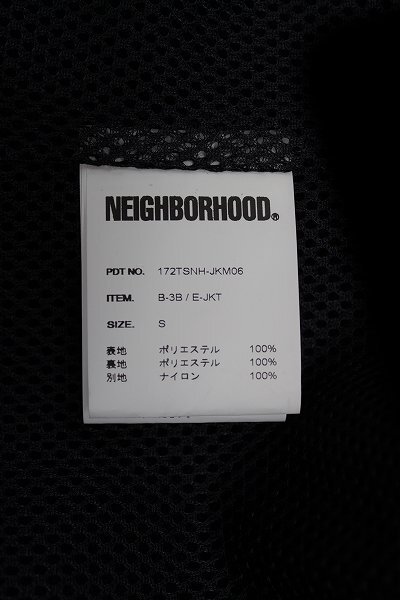 NEIGHBORHOOD®
PDT NO. 172TSNH-JKM06
ITEM. B-3B / E-JKT
SIZE. S
表地 ポリエステル 100%
裏地 ポリエステル 100%
別地 ナイロン 100%